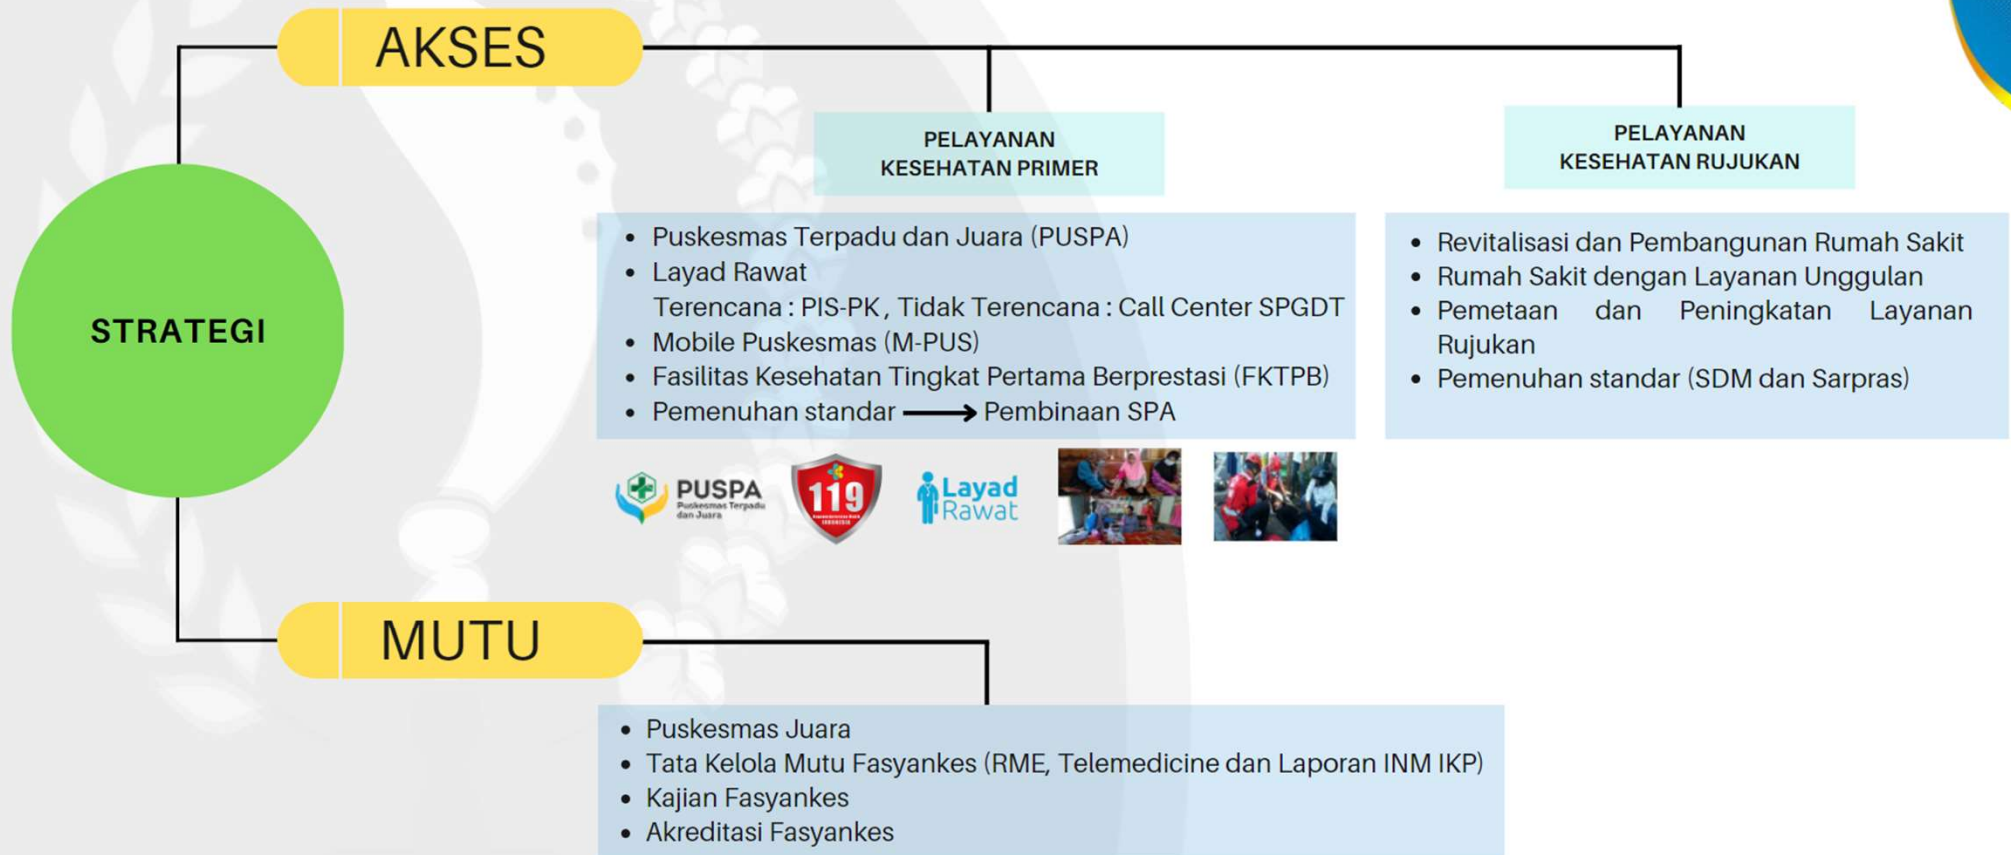 AKSES
PELAYANAN
KESEHATAN PRIMER
PELAYANAN
KESEHATAN RUJUKAN
STRATEGI
• Puskesmas Terpadu dan Juara (PUSPA)
• Layad Rawat
Terencana : PIS-PK , Tidak Terencana : Call Center SPGDT
• Mobile Puskesmas (M-PUS)
• Fasilitas Kesehatan Tingkat Pertama Berprestasi (FKTPB)
• Pemenuhan standar → Pembinaan SPA
• Revitalisasi dan Pembangunan Rumah Sakit
• Rumah Sakit dengan Layanan Unggulan
• Pemetaan dan Peningkatan Layanan
Rujukan
• Pemenuhan standar (SDM dan Sarpras)
PUSPA
Puskesmas Terpadu
dan Juara
119
INDONESIA
Layad
Rawat
MUTU
• Puskesmas Juara
• Tata Kelola Mutu Fasyankes (RME, Telemedicine dan Laporan INM IKP)
• Kajian Fasyankes
• Akreditasi Fasyankes